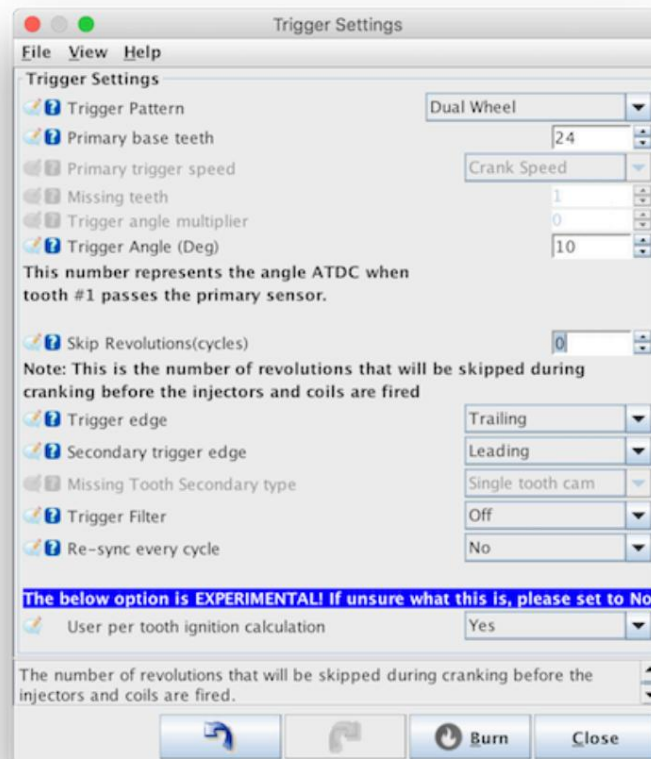 Trigger Settings
File View Help
Trigger Settings
Trigger Pattern Dual Wheel
Primary base teeth 24
Primary trigger speed Crank Speed
Missing teeth 1
Trigger angle multiplier 0
Trigger Angle (Deg) 10
This number represents the angle ATDC when
tooth #1 passes the primary sensor.
Skip Revolutions(cycles) 0
Note: This is the number of revolutions that will be skipped during
cranking before the injectors and coils are fired
Trigger edge Trailing
Secondary trigger edge Leading
Missing Tooth Secondary type Single tooth cam
Trigger Filter Off
Re-sync every cycle No
The below option is EXPERIMENTAL! If unsure what this is, please set to No
User per tooth ignition calculation Yes
The number of revolutions that will be skipped during cranking before the
injectors and coils are fired.
Burn Close